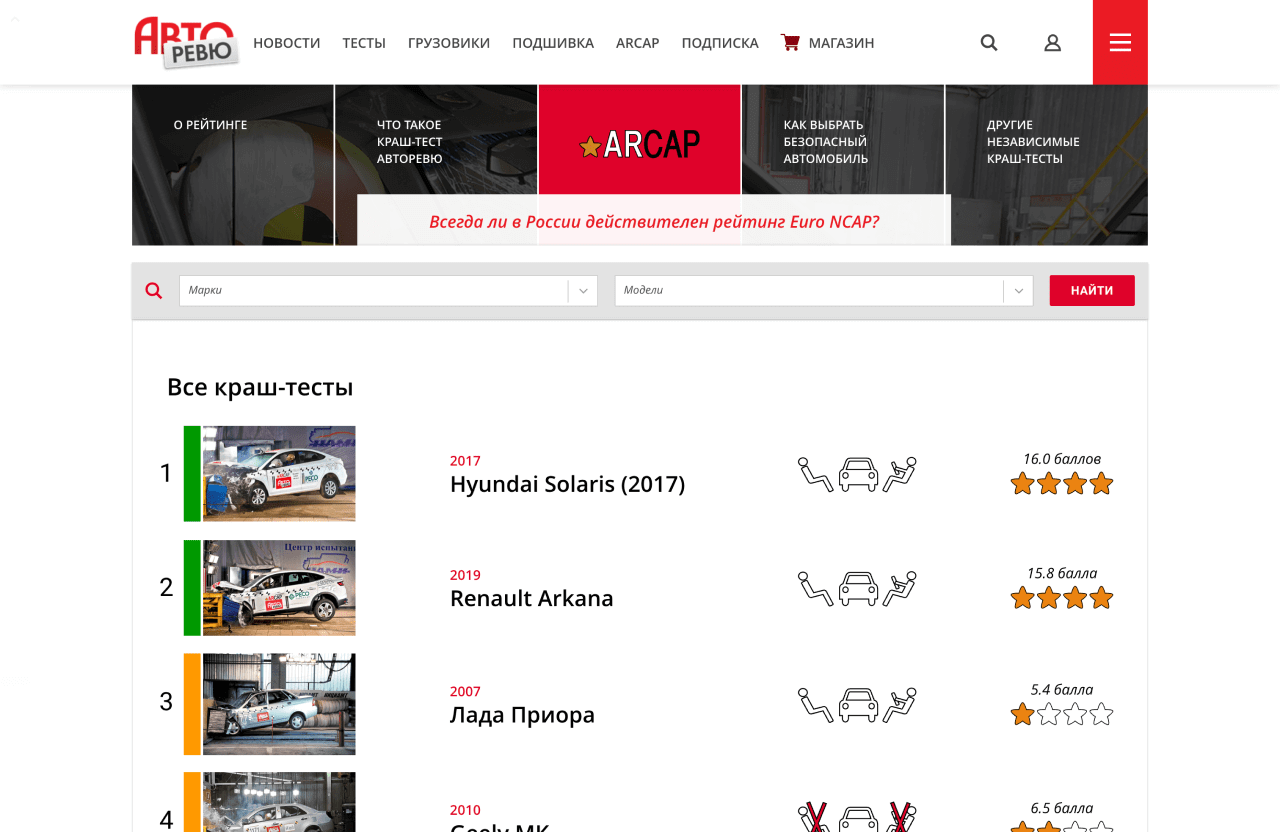 АВТО
РЕВЮ
НОВОСТИ ТЕСТЫ ГРУЗОВИКИ ПОДШИВКА ARCAP ПОДПИСКА МАГАЗИН
О РЕЙТИНГЕ
ЧТО ТАКОЕ
КРАШ-ТЕСТ
АВТОРЕВЮ
ARCAP
КАК ВЫБРАТЬ
БЕЗОПАСНЫЙ
АВТОМОБИЛЬ
ДРУГИЕ
НЕЗАВИСИМЫЕ
КРАШ-ТЕСТЫ
Всегда ли в России действителен рейтинг Euro NCAP?
Марки Модели НАЙТИ
Все краш-тесты
1
2017
Hyundai Solaris (2017)
16.0 баллов
2
Центр испытан
2019
Renault Arkana
15.8 балла
3
2007
Лада Приора
5.4 балла
4
2010
Geely MK
6.5 балла